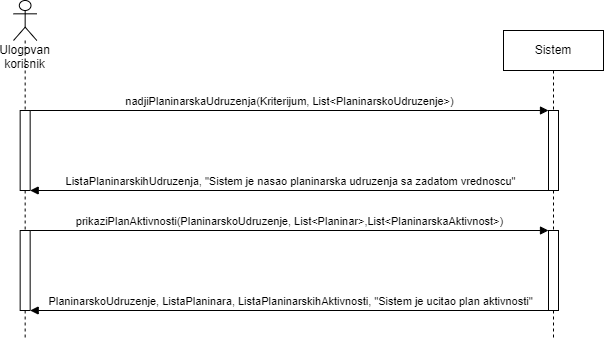 Ulogovan
korisnik
Sistem
nadjiPlaninarskaUdruzenja(Kriterijum, List<PlaninarskoUdruzenje>)
ListaPlaninarskihUdruzenja, "Sistem je nasao planinarska udruzenja sa zadatom vrednoscu"
prikaziPlanAktivnosti(PlaninarskoUdruzenje, List<Planinar>,List<PlaninarskaAktivnost>)
PlaninarskoUdruzenje, ListaPlaninara, ListaPlaninarskihAktivnosti, "Sistem je ucitao plan aktivnosti"